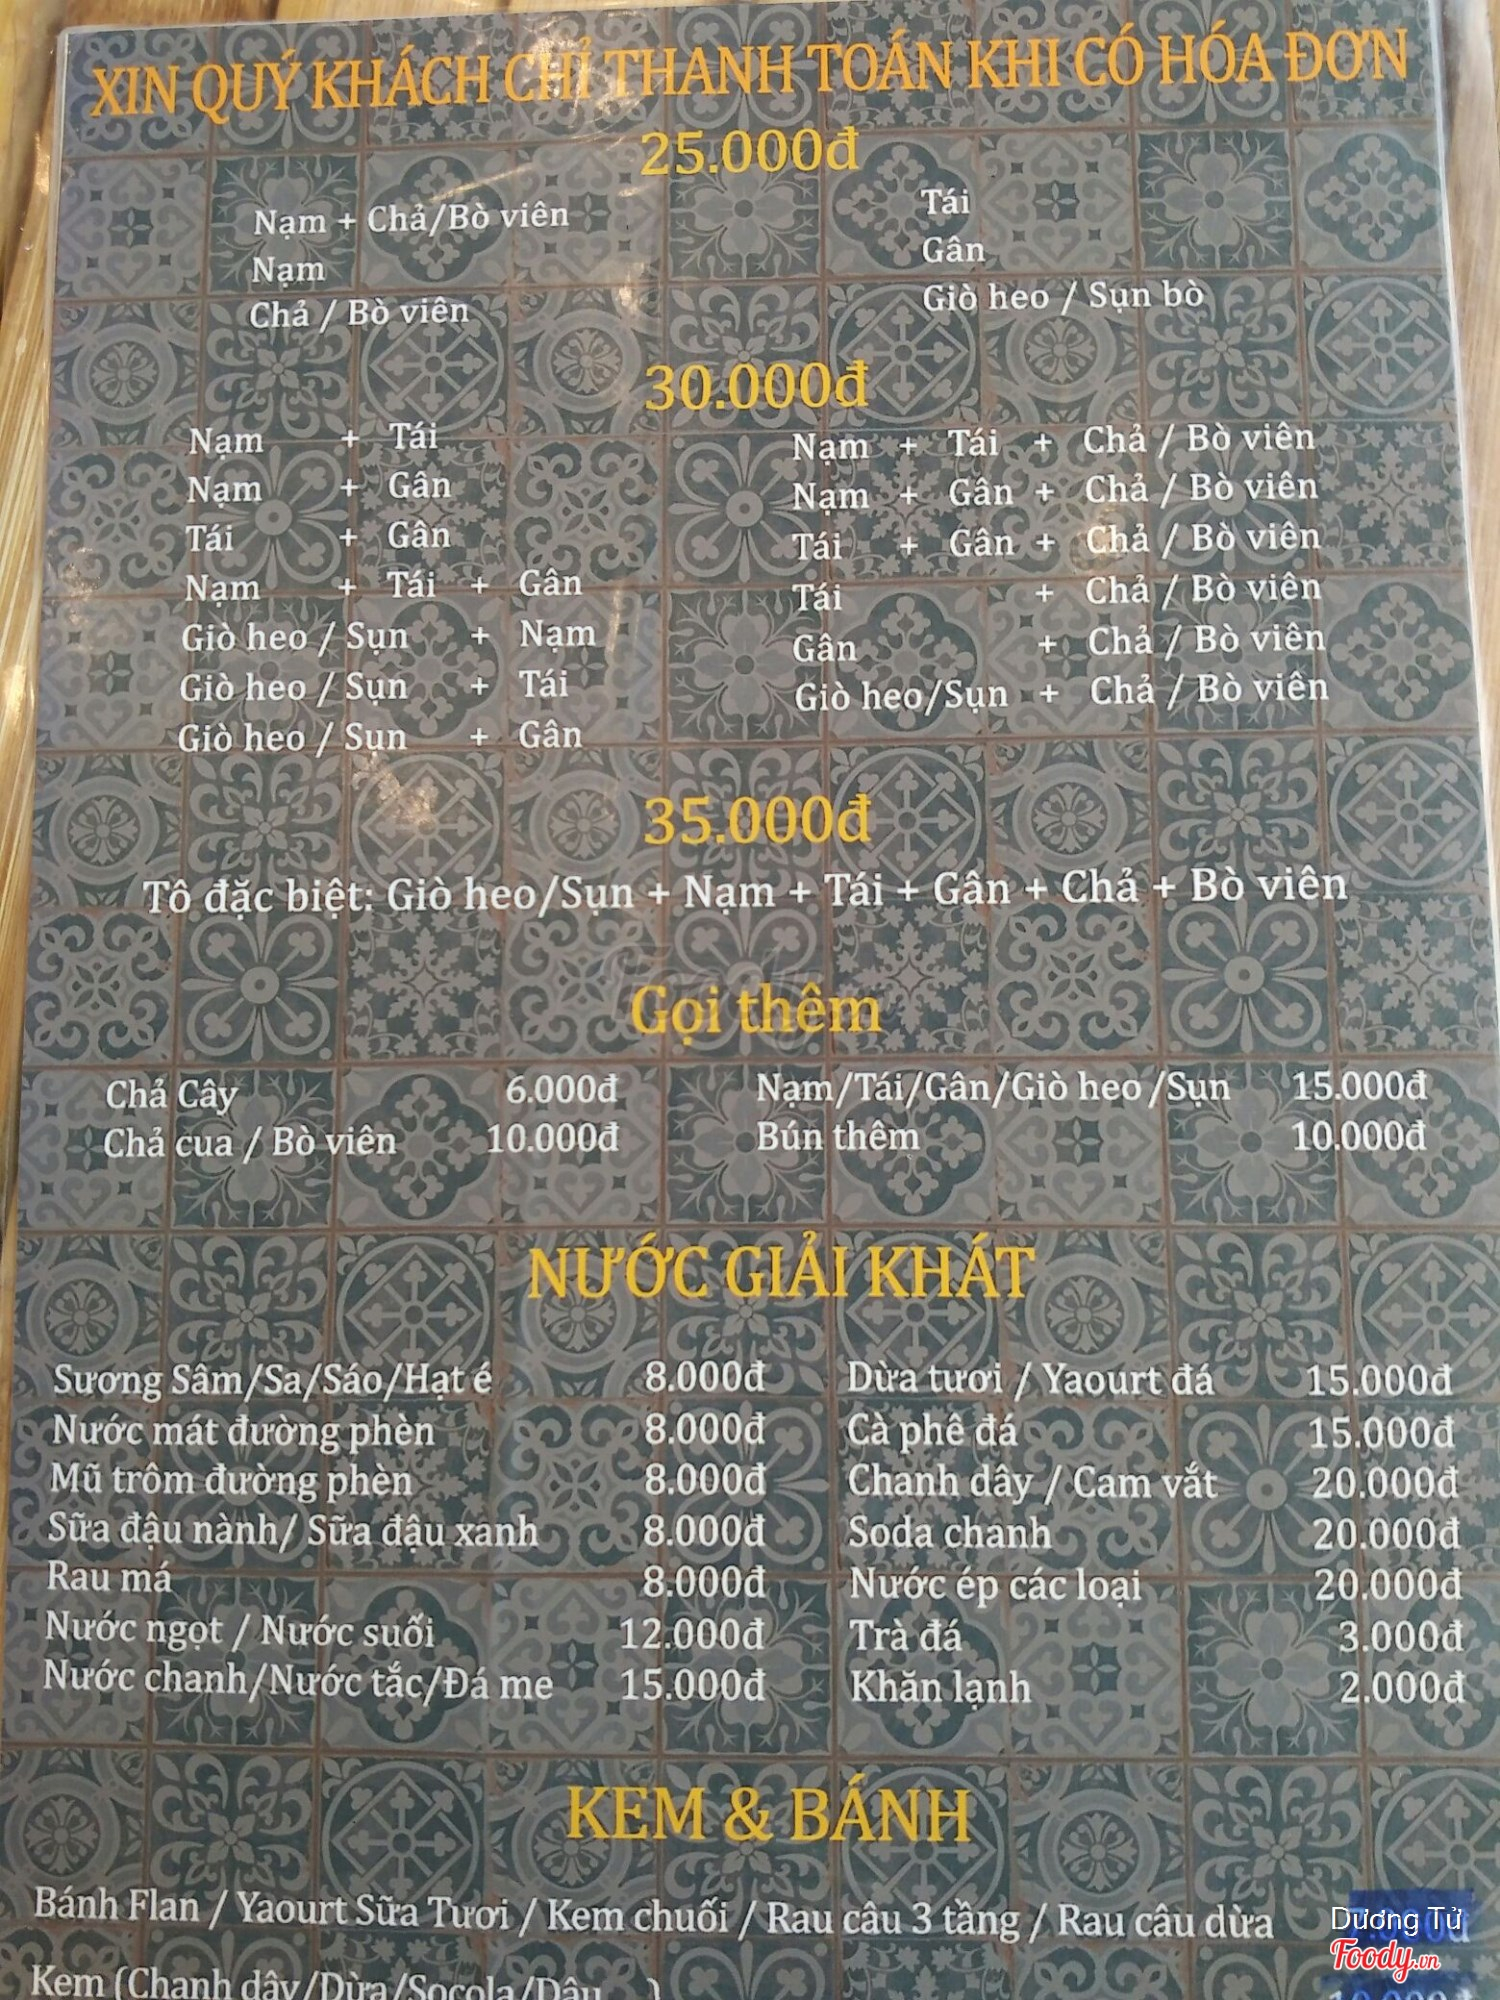 XIN QUÝ KHÁCH CHỈ THANH TOÁN KHI CÓ HÓA ĐƠN
25.000đ
Nạm + Chả/Bò viên
Nạm
Chả / Bò viên
Tái
Gân
Giò heo / Sụn bò
30.000đ
Nạm + Tái
Nạm + Gân
Tái + Gân
Nạm + Tái + Gân
Giò heo / Sụn + Nạm
Giò heo / Sụn + Tái
Giò heo / Sụn + Gân
Nạm + Tái + Chả / Bò viên
Nạm + Gân + Chả / Bò viên
Tái + Gân + Chả / Bò viên
Tái + Chả / Bò viên
Gân + Chả / Bò viên
Giò heo/Sụn + Chả / Bò viên
35.000đ
Tô đặc biệt: Giò heo/Sụn + Nạm + Tái + Gân + Chả + Bò viên
Gọi thêm
Chả Cây 6.000đ
Chả cua / Bò viên 10.000đ
Nạm/Tái/Gân/Giò heo /Sụn 15.000đ
Bún thêm 10.000đ
NƯỚC GIẢI KHÁT
Sương Sâm/Sa/Sáo/Hạt é 8.000đ
Nước mát đường phèn 8.000đ
Mũ trôm đường phèn 8.000đ
Sữa đậu nành/ Sữa đậu xanh 8.000đ
Rau má 8.000đ
Nước ngọt / Nước suối 12.000đ
Nước chanh/Nước tắc/Đá me 15.000đ
Dừa tươi / Yaourt đá 15.000đ
Cà phê đá 15.000đ
Chanh dây / Cam vắt 20.000đ
Soda chanh 20.000đ
Nước ép các loại 20.000đ
Trà đá 3.000đ
Khăn lạnh 2.000đ
KEM & BÁNH
Bánh Flan / Yaourt Sữa Tươi / Kem chuối / Rau câu 3 tầng / Rau câu dừa
Kem (Chanh dây/Dừa/Socola/Dâu....)
Dương Tử
Foody.vn